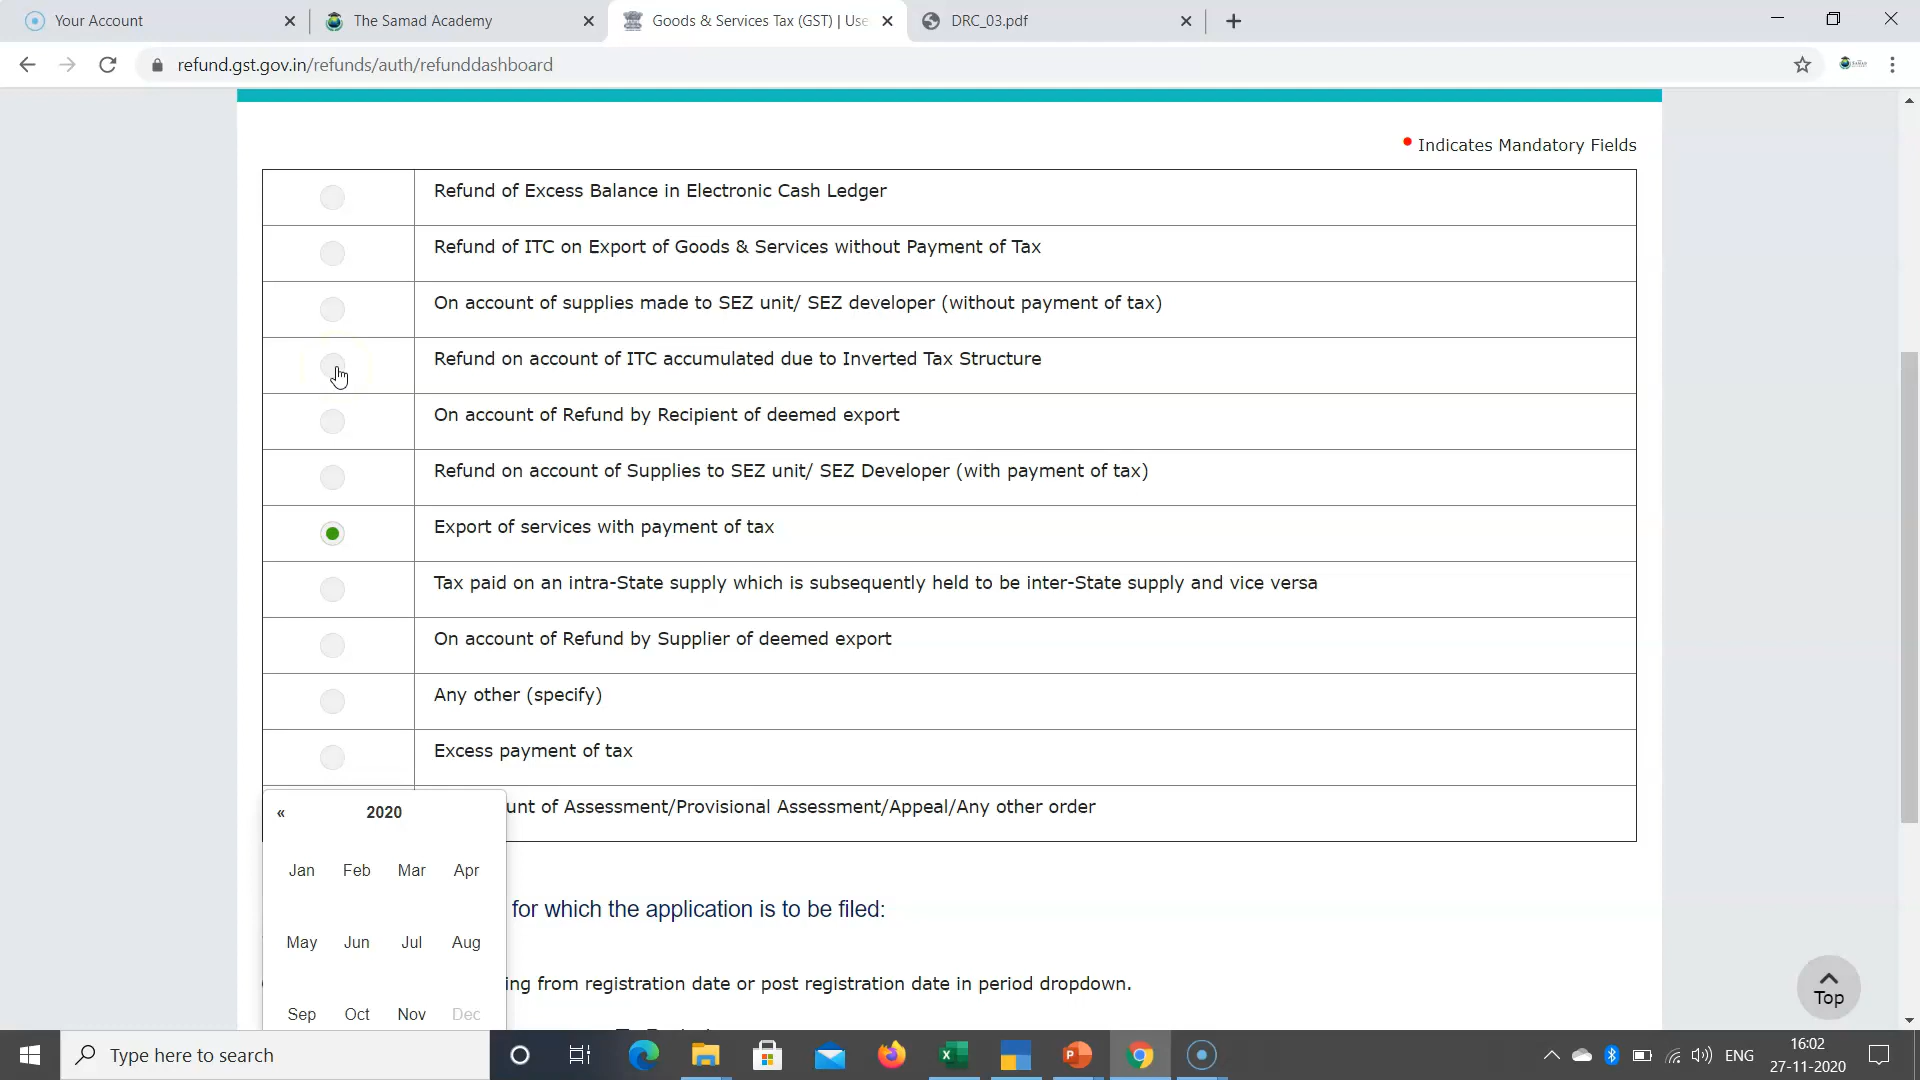 Your Account
The Samad Academy
Goods & Services Tax (GST) | Use
DRC_03.pdf
refund.gst.gov.in/refunds/auth/refunddashboard
• Indicates Mandatory Fields
Refund of Excess Balance in Electronic Cash Ledger
Refund of ITC on Export of Goods & Services without Payment of Tax
On account of supplies made to SEZ unit/ SEZ developer (without payment of tax)
Refund on account of ITC accumulated due to Inverted Tax Structure
On account of Refund by Recipient of deemed export
Refund on account of Supplies to SEZ unit/ SEZ Developer (with payment of tax)
Export of services with payment of tax
Tax paid on an intra-State supply which is subsequently held to be inter-State supply and vice versa
On account of Refund by Supplier of deemed export
Any other (specify)
Excess payment of tax
unt of Assessment/Provisional Assessment/Appeal/Any other order
« 2020
Jan Feb Mar Apr
for which the application is to be filed:
May Jun Jul Aug
ing from registration date or post registration date in period dropdown.
Sep Oct Nov Dec
Top
Type here to search
ENG
16:02
27-11-2020